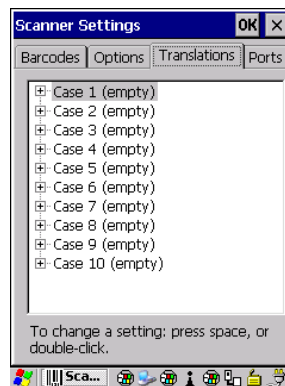 Scanner Settings OK ×
Barcodes Options Translations Ports
Case 1 (empty)
Case 2 (empty)
Case 3 (empty)
Case 4 (empty)
Case 5 (empty)
Case 6 (empty)
Case 7 (empty)
Case 8 (empty)
Case 9 (empty)
Case 10 (empty)
To change a setting: press space, or
double-click.
Sca...